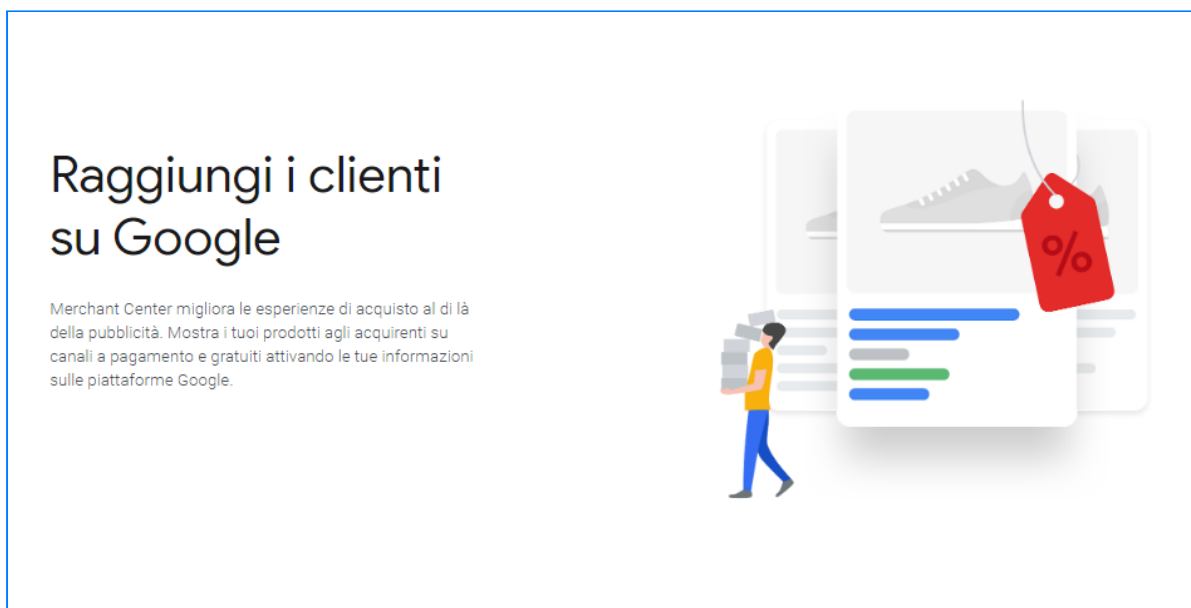 Raggiungi i clienti
su Google
Merchant Center migliora le esperienze di acquisto al di là
della pubblicità. Mostra i tuoi prodotti agli acquirenti su
canali a pagamento e gratuiti attivando le tue informazioni
sulle piattaforme Google.
%